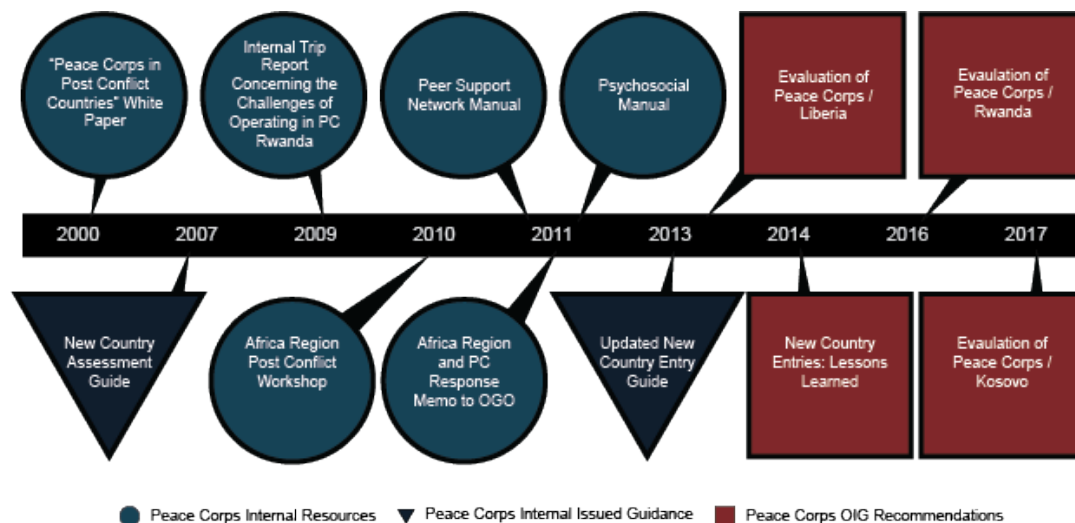 “Peace Corps in
Post Conflict
Countries” White
Paper
Internal Trip
Report
Concerning the
Challenges of
Operating in PC
Rwanda
Peer Support
Network Manual
Psychosocial
Manual
Evaluation of
Peace Corps /
Liberia
Evaulation of
Peace Corps /
Rwanda
2000 2007 2009 2010 2011 2013 2014 2016 2017
New Country
Assessment
Guide
Africa Region
Post Conflict
Workshop
Africa Region
and PC
Response
Memo to OGO
Updated New
Country Entry
Guide
New Country
Entries: Lessons
Learned
Evaulation of
Peace Corps /
Kosovo
Peace Corps Internal Resources Peace Corps Internal Issued Guidance Peace Corps OIG Recommendations